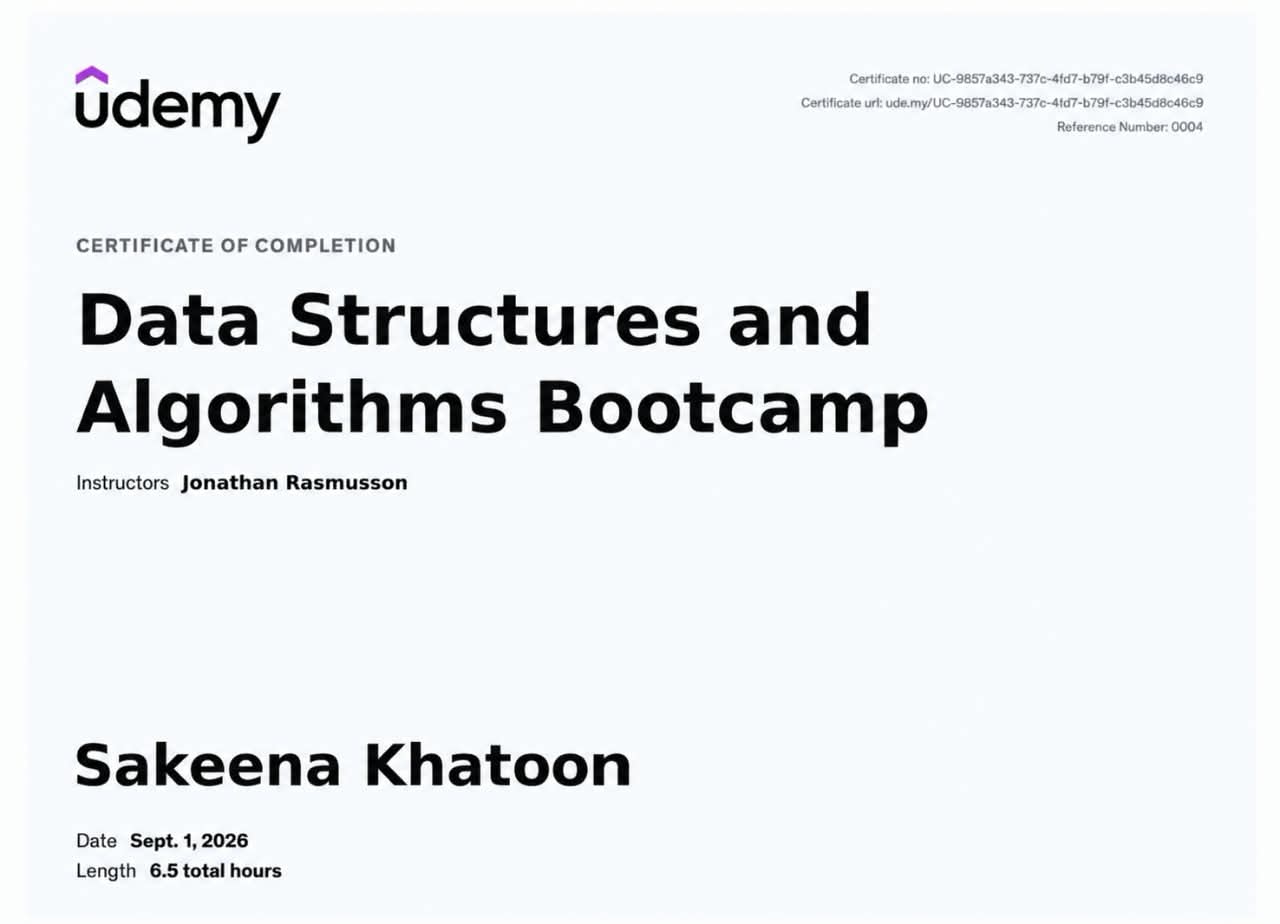 udemy
Certificate no: UC-9857a343-737c-4fd7-b79f-c3b45d8c46c9
Certificate url: ude.my/UC-9857a343-737c-4fd7-b79f-c3b45d8c46c9
Reference Number: 0004
CERTIFICATE OF COMPLETION
Data Structures and
Algorithms Bootcamp
Instructors Jonathan Rasmusson
Sakeena Khatoon
Date Sept. 1, 2026
Length 6.5 total hours